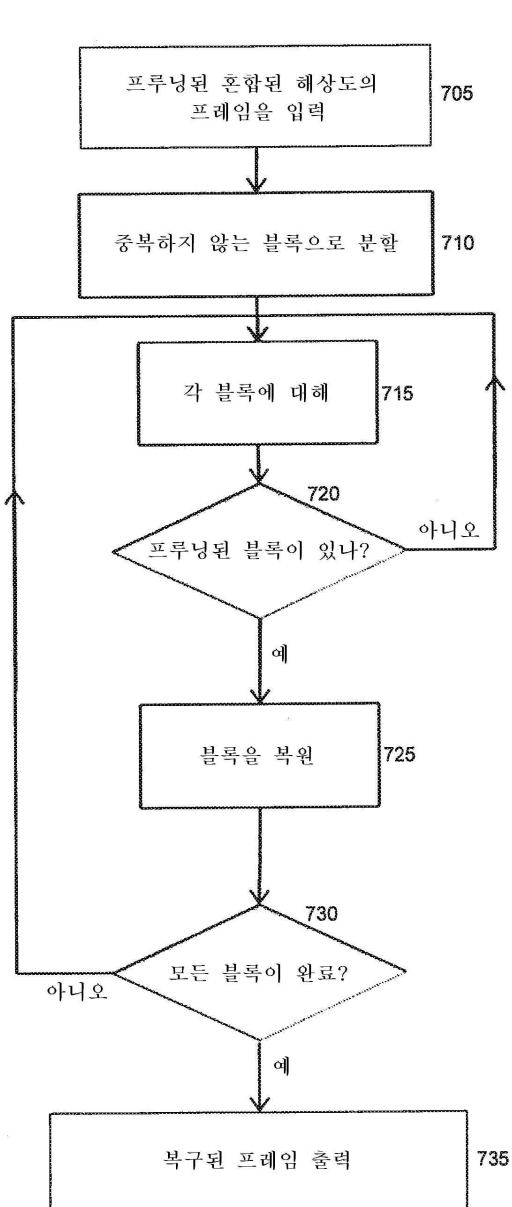 프루닝된 혼합된 해상도의
프레임을 입력
705
중복하지 않는 블록으로 분할
710
각 블록에 대해
715
720
프루닝된 블록이 있나?
아니오
예
블록을 복원
725
730
모든 블록이 완료?
아니오
예
복구된 프레임 출력
735